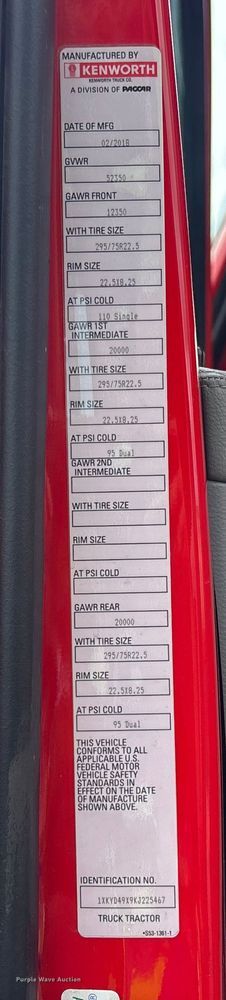 MANUFACTURED BY
KENWORTH
KENWORTH TRUCK CO.
A DIVISION OF PACCAR
DATE OF MFG
02/2018
GVWR
52350
GAWR FRONT
12350
WITH TIRE SIZE
295/75R22.5
RIM SIZE
22.5X8.25
AT PSI COLD
110 Single
GAWR 1ST
INTERMEDIATE
20000
WITH TIRE SIZE
295/75R22.5
RIM SIZE
22.5X8.25
AT PSI COLD
95 Dual
GAWR 2ND
INTERMEDIATE
WITH TIRE SIZE
RIM SIZE
AT PSI COLD
GAWR REAR
20000
WITH TIRE SIZE
295/75R22.5
RIM SIZE
22.5X8.25
AT PSI COLD
95 Dual
THIS VEHICLE
CONFORMS TO ALL
APPLICABLE U.S.
FEDERAL MOTOR
VEHICLE SAFETY
STANDARDS IN
EFFECT ON THE DATE
OF MANUFACTURE
SHOWN ABOVE.
IDENTIFICATION NO.
1XKYD49X9KJ225467
TRUCK TRACTOR
•S53-1361-1
Purple Wave Auction